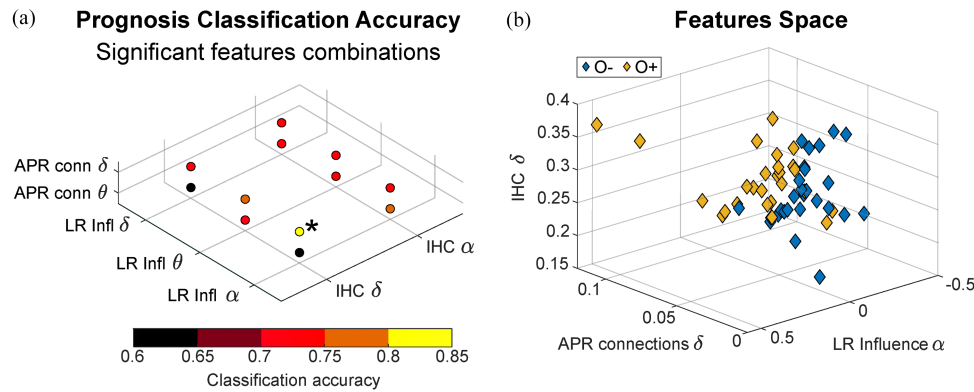 (a)
Prognosis Classification Accuracy
Significant features combinations
APR conn δ
APR conn θ
LR Infl δ
LR Infl θ
LR Infl α
IHC δ
IHC α
*
0.6 0.65 0.7 0.75 0.8 0.85
Classification accuracy
(b)
Features Space
O- O+
0.4
0.35
0.3
0.25
0.2
0.15
IHC δ
0.1
0.05
0
APR connections δ
0.5
0
-0.5
LR Influence α